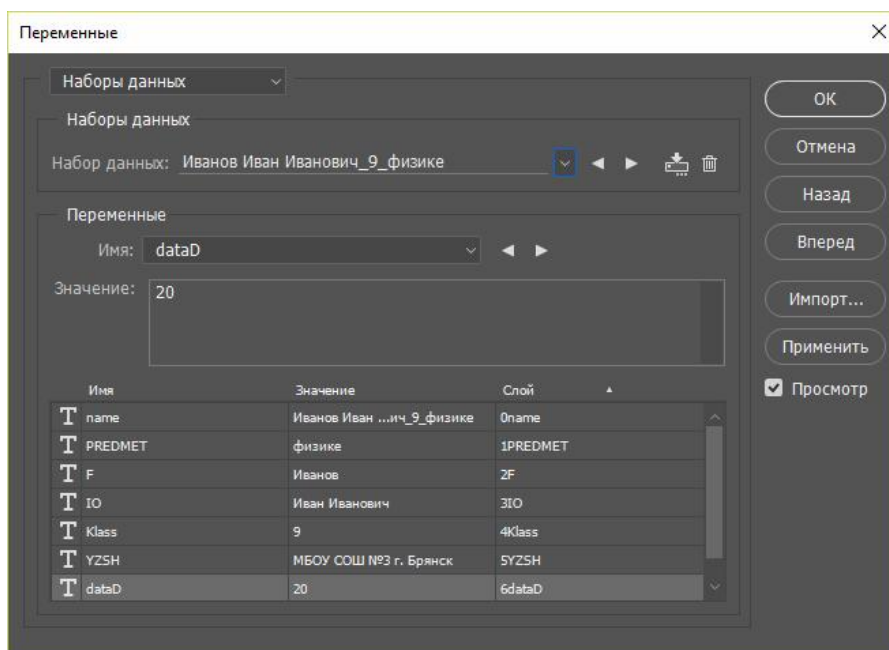 Переменные
Наборы данных
Наборы данных
Набор данных: Иванов Иван Иванович_9_физике
Переменные
Имя: dataD
Значение: 20
Имя Значение Слой
name Иванов Иван ...ич_9_физике 0name
PREDMET физике 1PREDMET
F Иванов 2F
IO Иван Иванович 3IO
Klass 9 4Klass
YZSH МБОУ СОШ №3 г. Брянск 5YZSH
dataD 20 6dataD
ОК
Отмена
Назад
Вперед
Импорт...
Применить
Просмотр